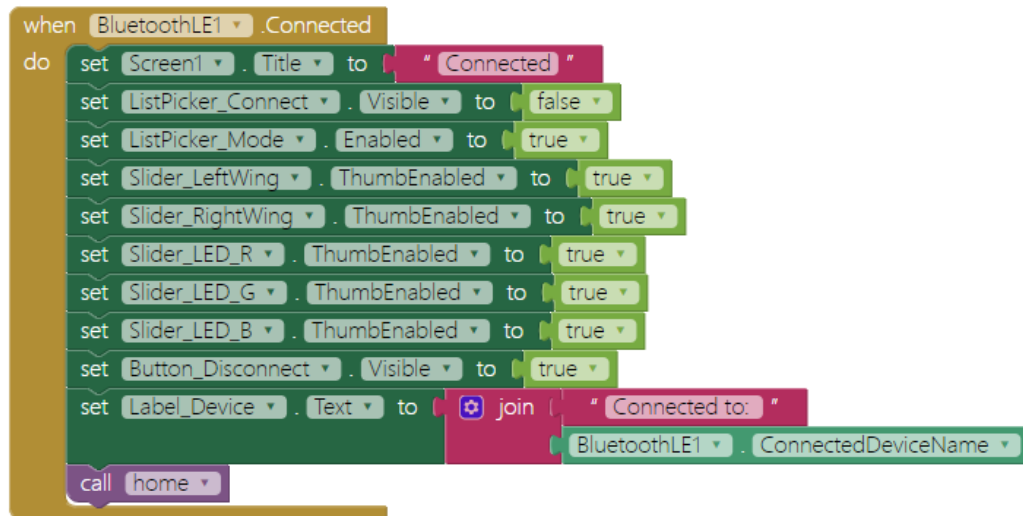 when BluetoothLE1 .Connected
do set Screen1 . Title to " Connected "
set ListPicker_Connect . Visible to false
set ListPicker_Mode . Enabled to true
set Slider_LeftWing . ThumbEnabled to true
set Slider_RightWing . ThumbEnabled to true
set Slider_LED_R . ThumbEnabled to true
set Slider_LED_G . ThumbEnabled to true
set Slider_LED_B . ThumbEnabled to true
set Button_Disconnect . Visible to true
set Label_Device . Text to join " Connected to: "
BluetoothLE1 . ConnectedDeviceName
call home